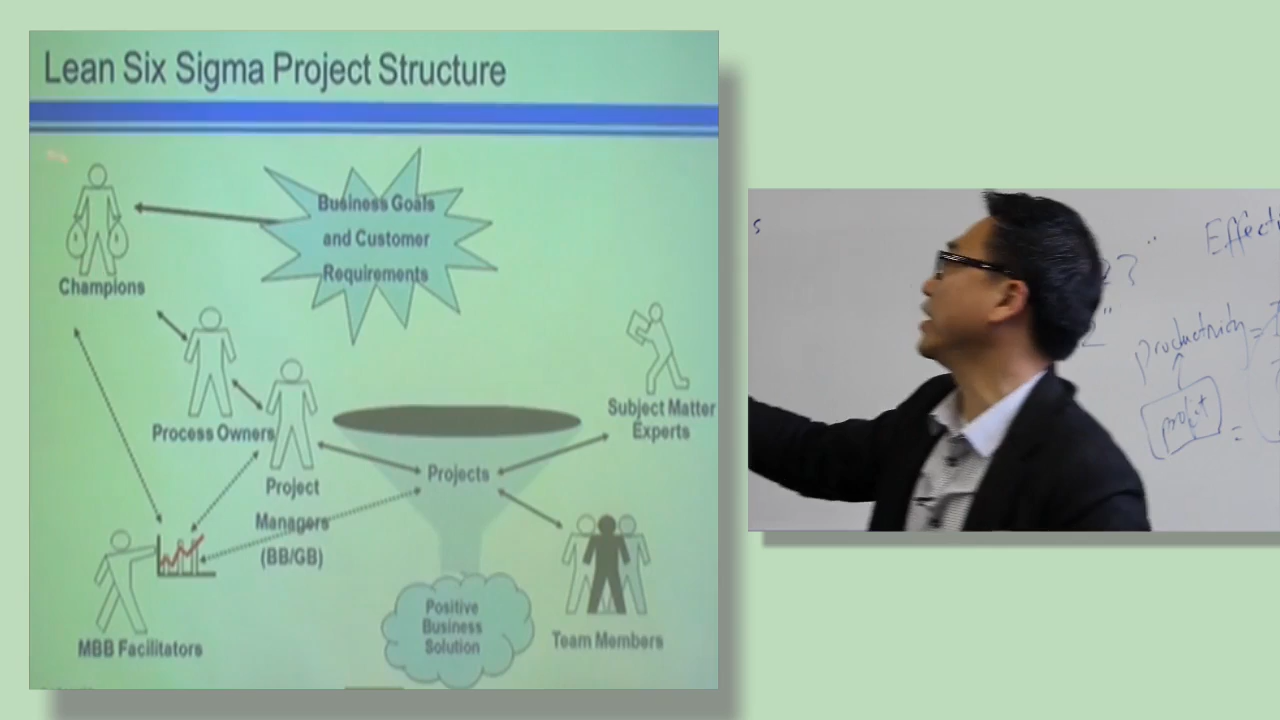 Lean Six Sigma Project Structure
Business Goals
and Customer
Requirements
Champions
Process Owners
Subject Matter
Experts
Projects
Project
Managers
(BB/GB)
MBB Facilitators
Positive
Business
Solution
Team Members
s
Productivity =
project
=